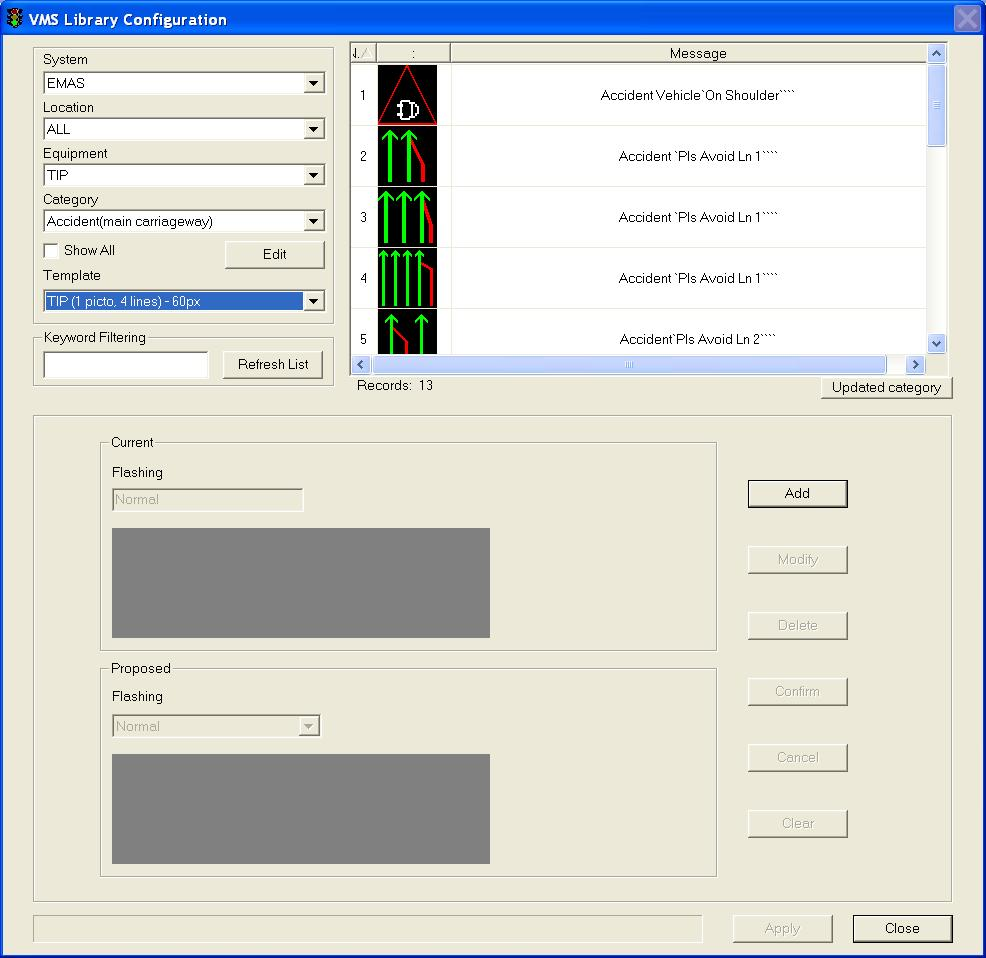 VMS Library Configuration
System
EMAS
Location
ALL
Equipment
TIP
Category
Accident(main carriageway)
Show All
Edit
Template
TIP (1 picto, 4 lines) - 60px
Keyword Filtering
Refresh List
: Message
1 Accident Vehicle`On Shoulder````
2 Accident `Pls Avoid Ln 1````
3 Accident `Pls Avoid Ln 1````
4 Accident `Pls Avoid Ln 1````
5 Accident`Pls Avoid Ln 2````
Records: 13
Updated category
Current
Flashing
Normal
Proposed
Flashing
Normal
Add
Modify
Delete
Confirm
Cancel
Clear
Apply
Close